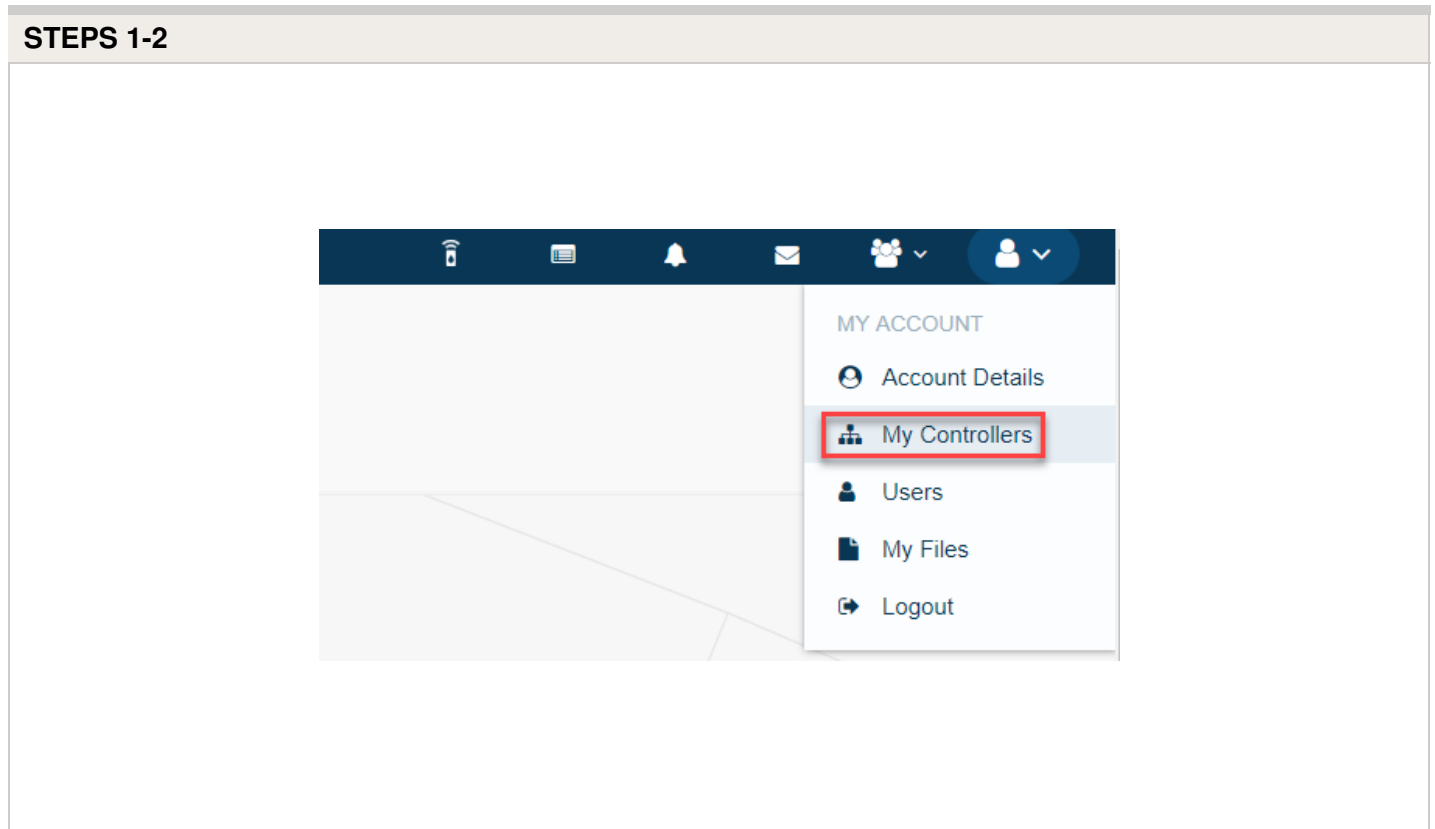 STEPS 1-2
MY ACCOUNT
Account Details
My Controllers
Users
My Files
Logout